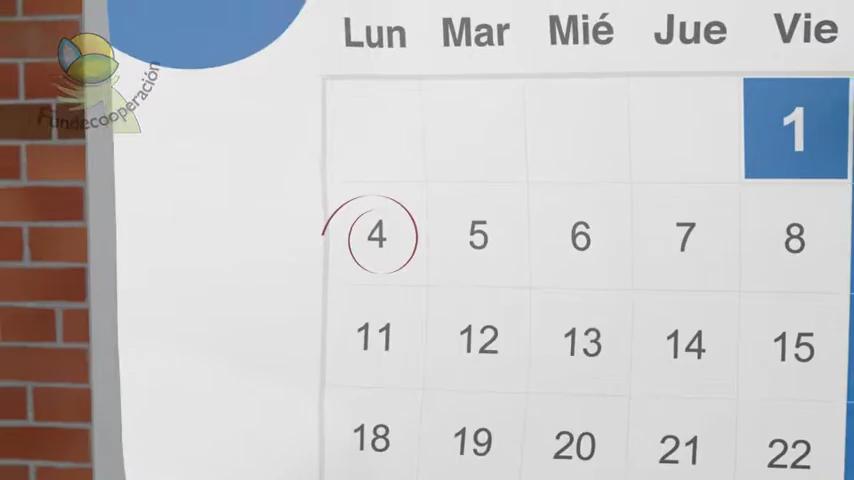 Fundecooperación
Lun Mar Mié Jue Vie
1
4 5 6 7 8
11 12 13 14 15
18 19 20 21 22